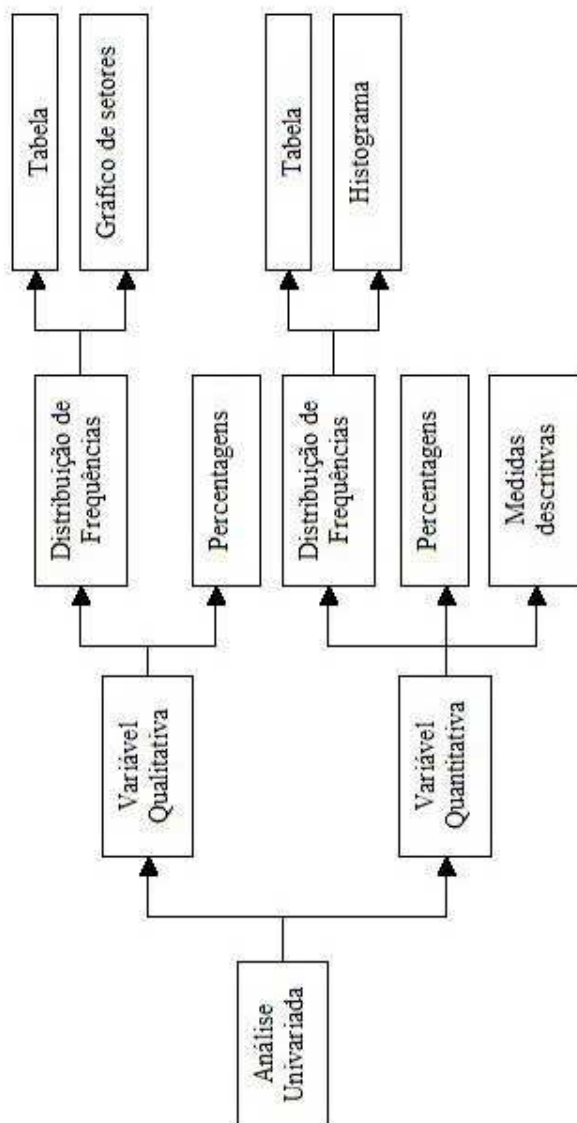 Análise
Univariada
Variável
Qualitativa
Distribuição de
Frequências
Tabela
Gráfico de setores
Percentagens
Variável
Quantitativa
Distribuição de
Frequências
Tabela
Histograma
Percentagens
Medidas
descritivas